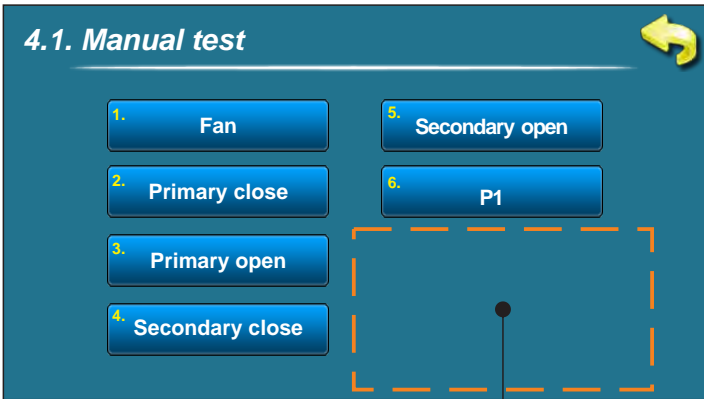 4.1. Manual test
1. Fan
2. Primary close
3. Primary open
4. Secondary close
5. Secondary open
6. P1